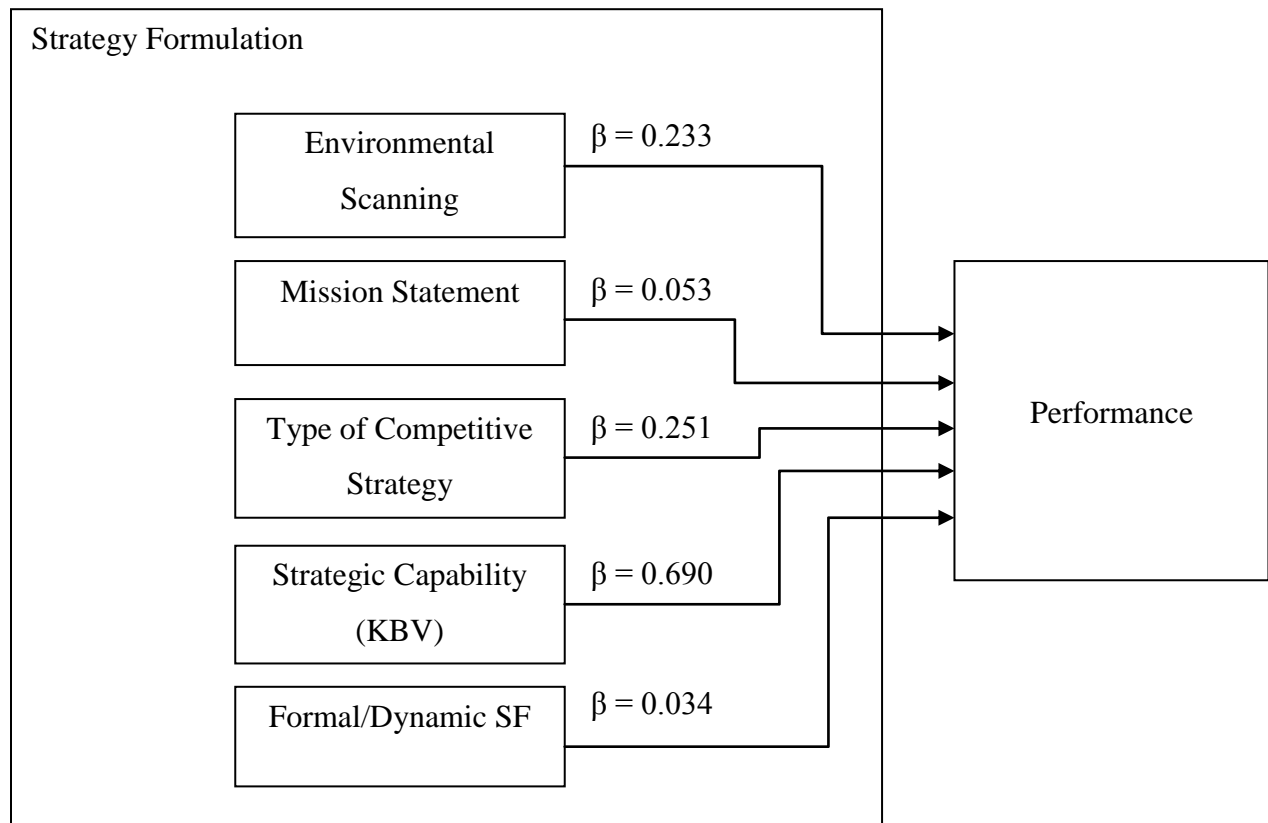 Strategy Formulation
Environmental
Scanning
β = 0.233
Mission Statement
β = 0.053
Type of Competitive
Strategy
β = 0.251
Strategic Capability
(KBV)
β = 0.690
Formal/Dynamic SF
β = 0.034
Performance